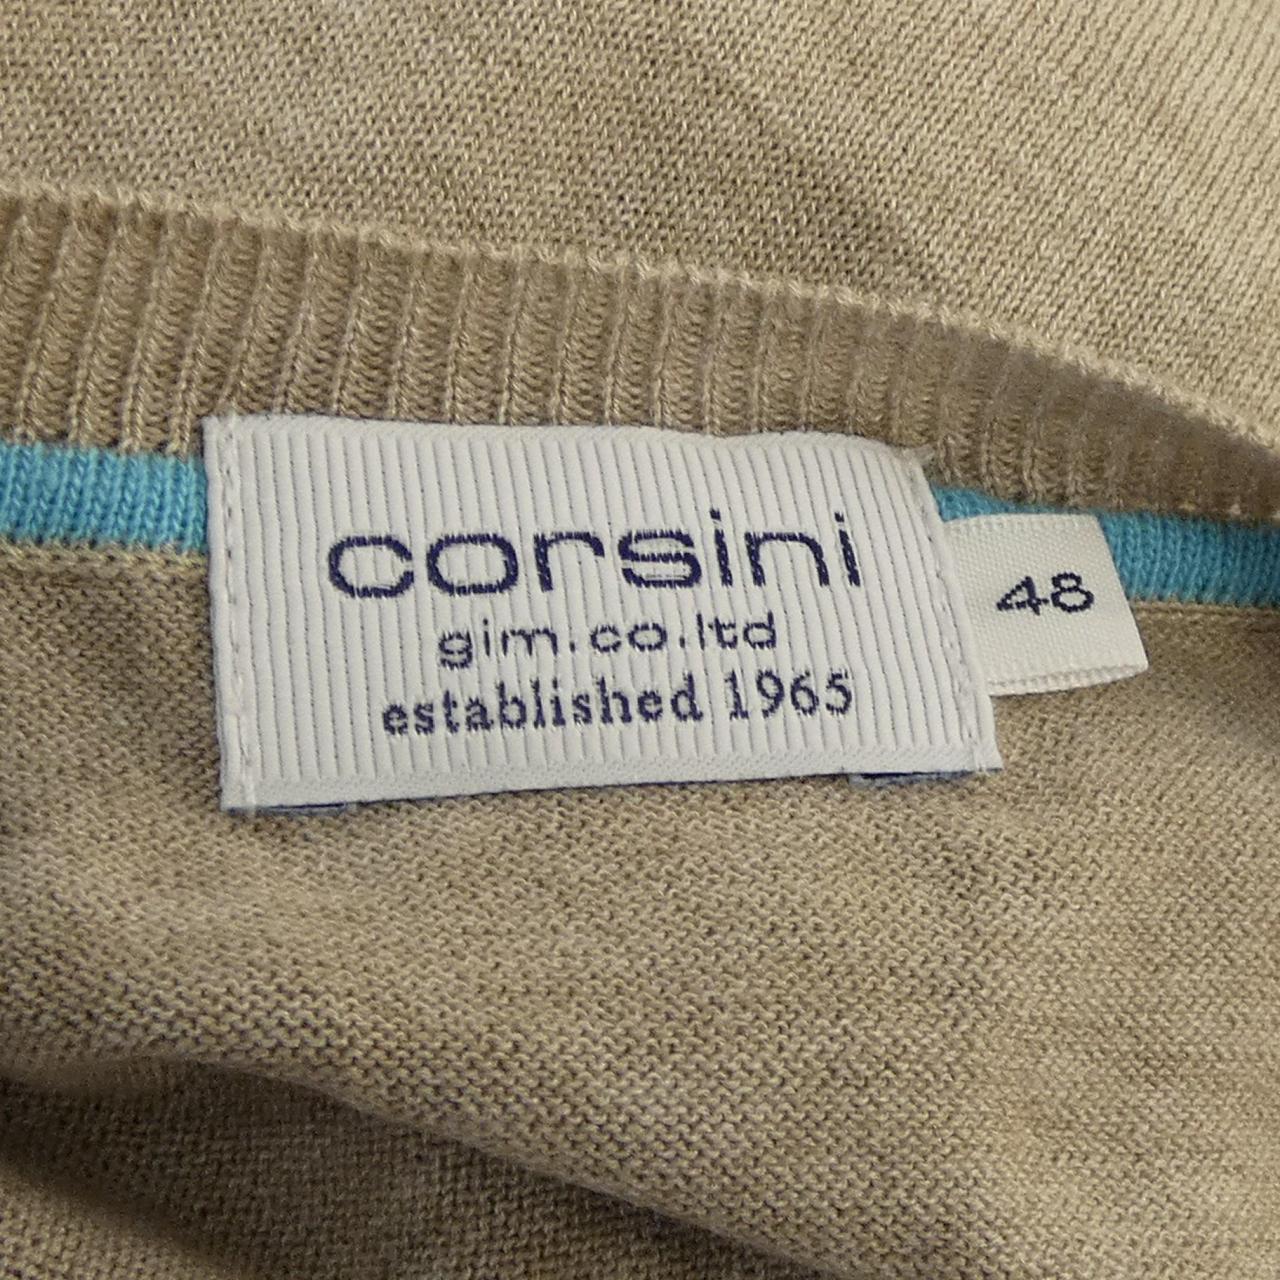 corsini
gim.co.ltd
established 1965
48